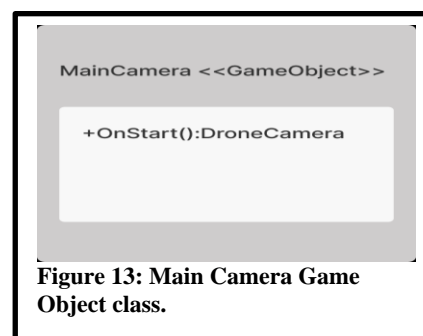 MainCamera <<GameObject>>
+OnStart():DroneCamera
Figure 13: Main Camera Game
Object class.